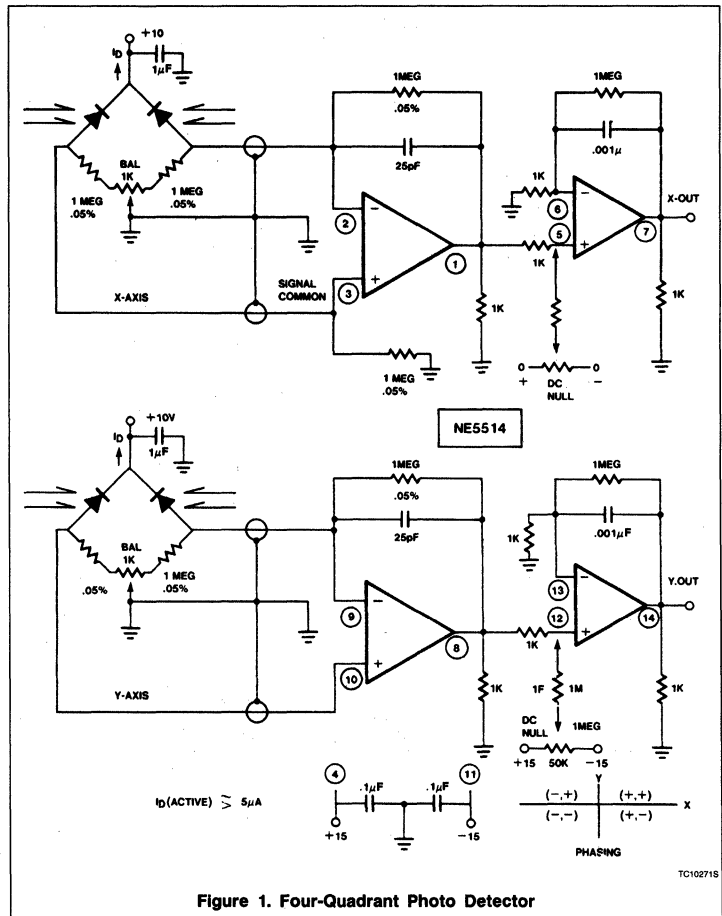 +10
ID
1µF
BAL
1K
1 MEG
.05%
1 MEG
.05%
X-AXIS
1MEG
.05%
25pF
2
3
1
SIGNAL
COMMON
1 MEG
.05%
1K
1MEG
.001µ
1K
6
5
7
X-OUT
1K
1K
0
0
+
DC
NULL
−
NE5514
+10V
ID
1µF
BAL
1K
.05%
1 MEG
.05%
Y-AXIS
1MEG
.05%
25pF
9
10
8
1K
1MEG
.001µF
1K
13
12
14
Y.OUT
1K
1F
1M
1K
DC
NULL
1MEG
+15
50K
−15
ID(ACTIVE) ≷ 5µA
4
.1µF
.1µF
11
+15
−15
Y
(−,+)
(+,+)
X
(−,−)
(+,−)
PHASING
TC10271S
Figure 1. Four-Quadrant Photo Detector